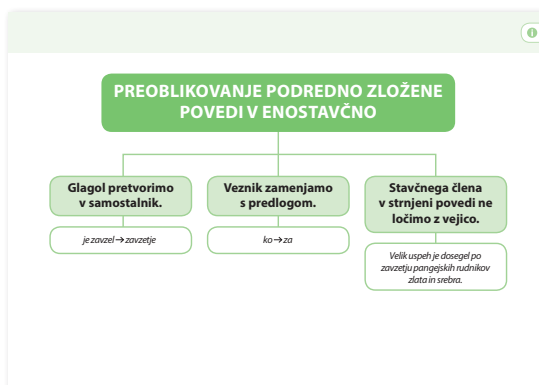 PREOBLIKOVANJE PODREDNO ZLOŽENE
POVEDI V ENOSTAVČNO
Glagol pretvorimo
v samostalnik.
je zavzel → zavzetje
Veznik zamenjamo
s predlogom.
ko → za
Stavčnega člena
v strnjeni povedi ne
ločimo z vejico.
Velik uspeh je dosegel po
zavzetju pangejskih rudnikov
zlata in srebra.